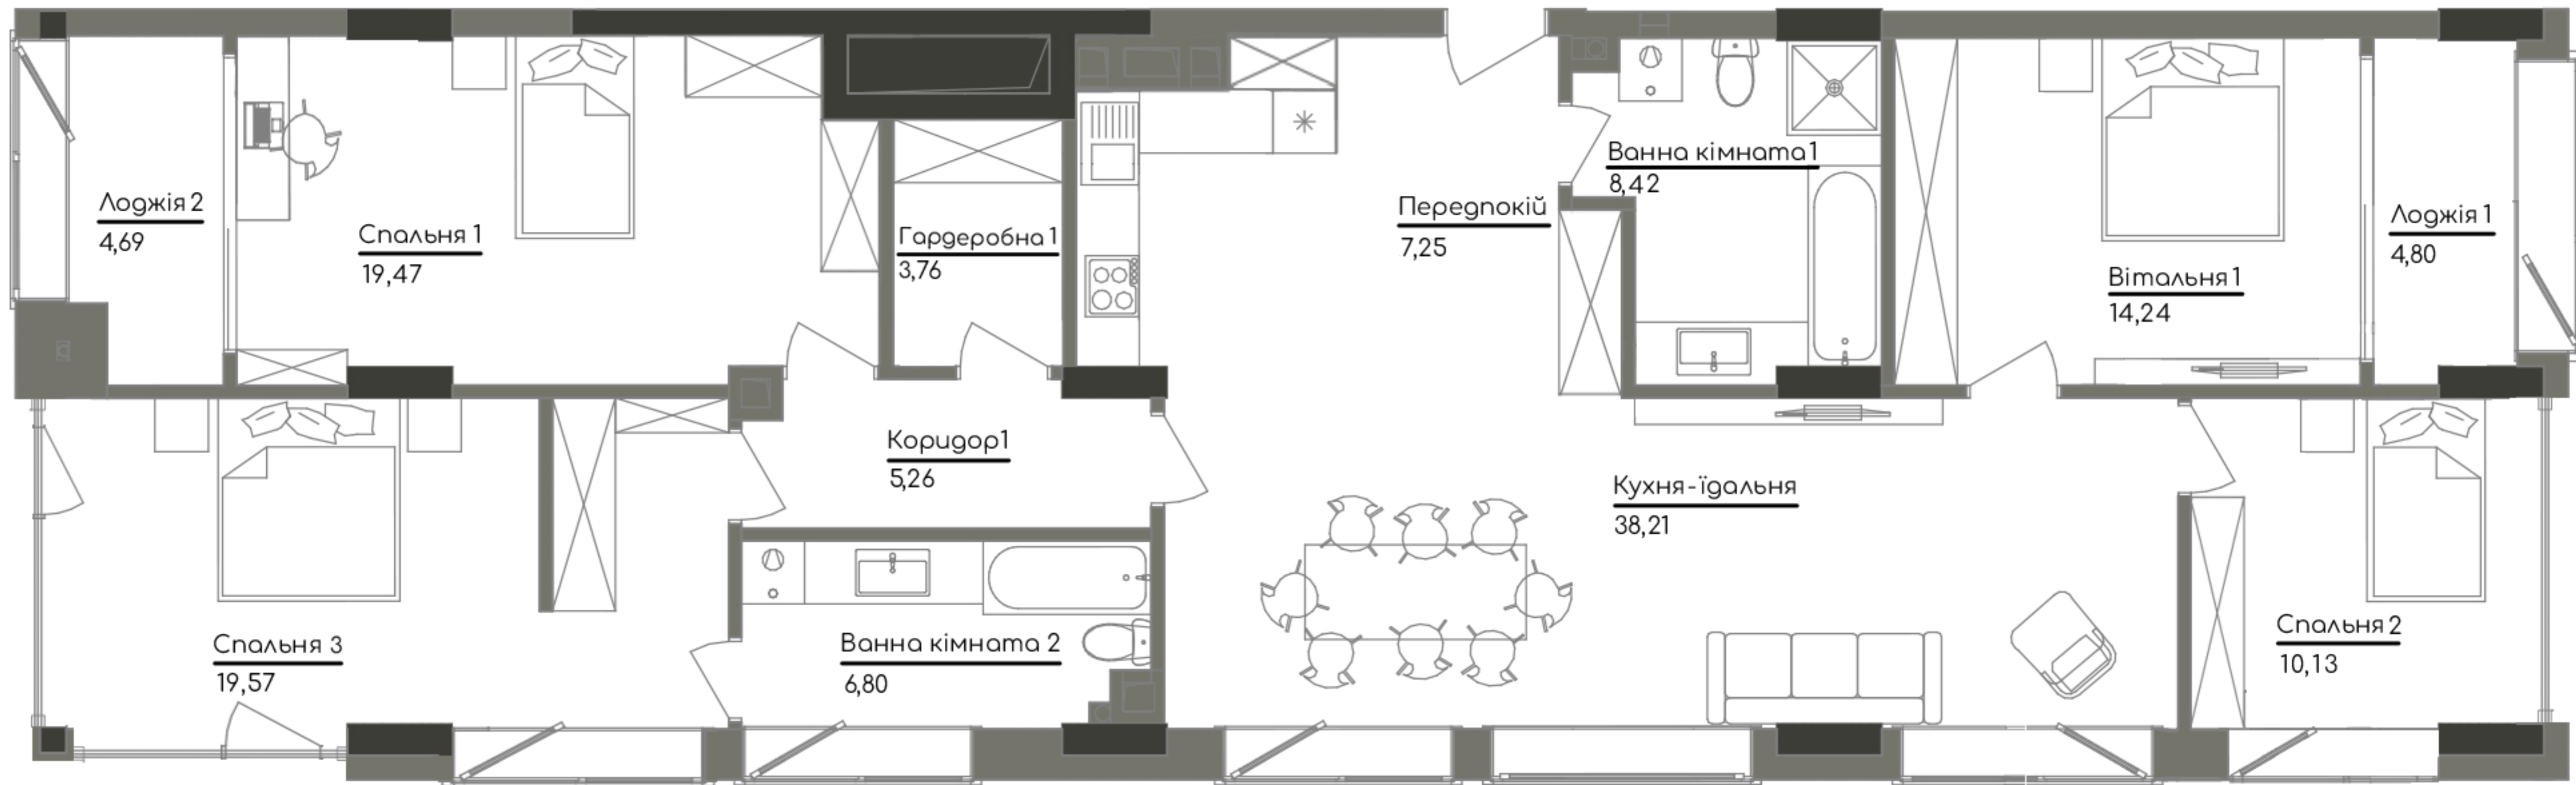 Лоджія 2
4,69
Спальня 1
19,47
Гардеробна 1
3,76
Передпокій
7,25
Ванна кімната 1
8,42
Вітальня 1
14,24
Лоджія 1
4,80
Спальня 3
19,57
Коридор1
5,26
Ванна кімната 2
6,80
Кухня-їдальня
38,21
Спальня 2
10,13